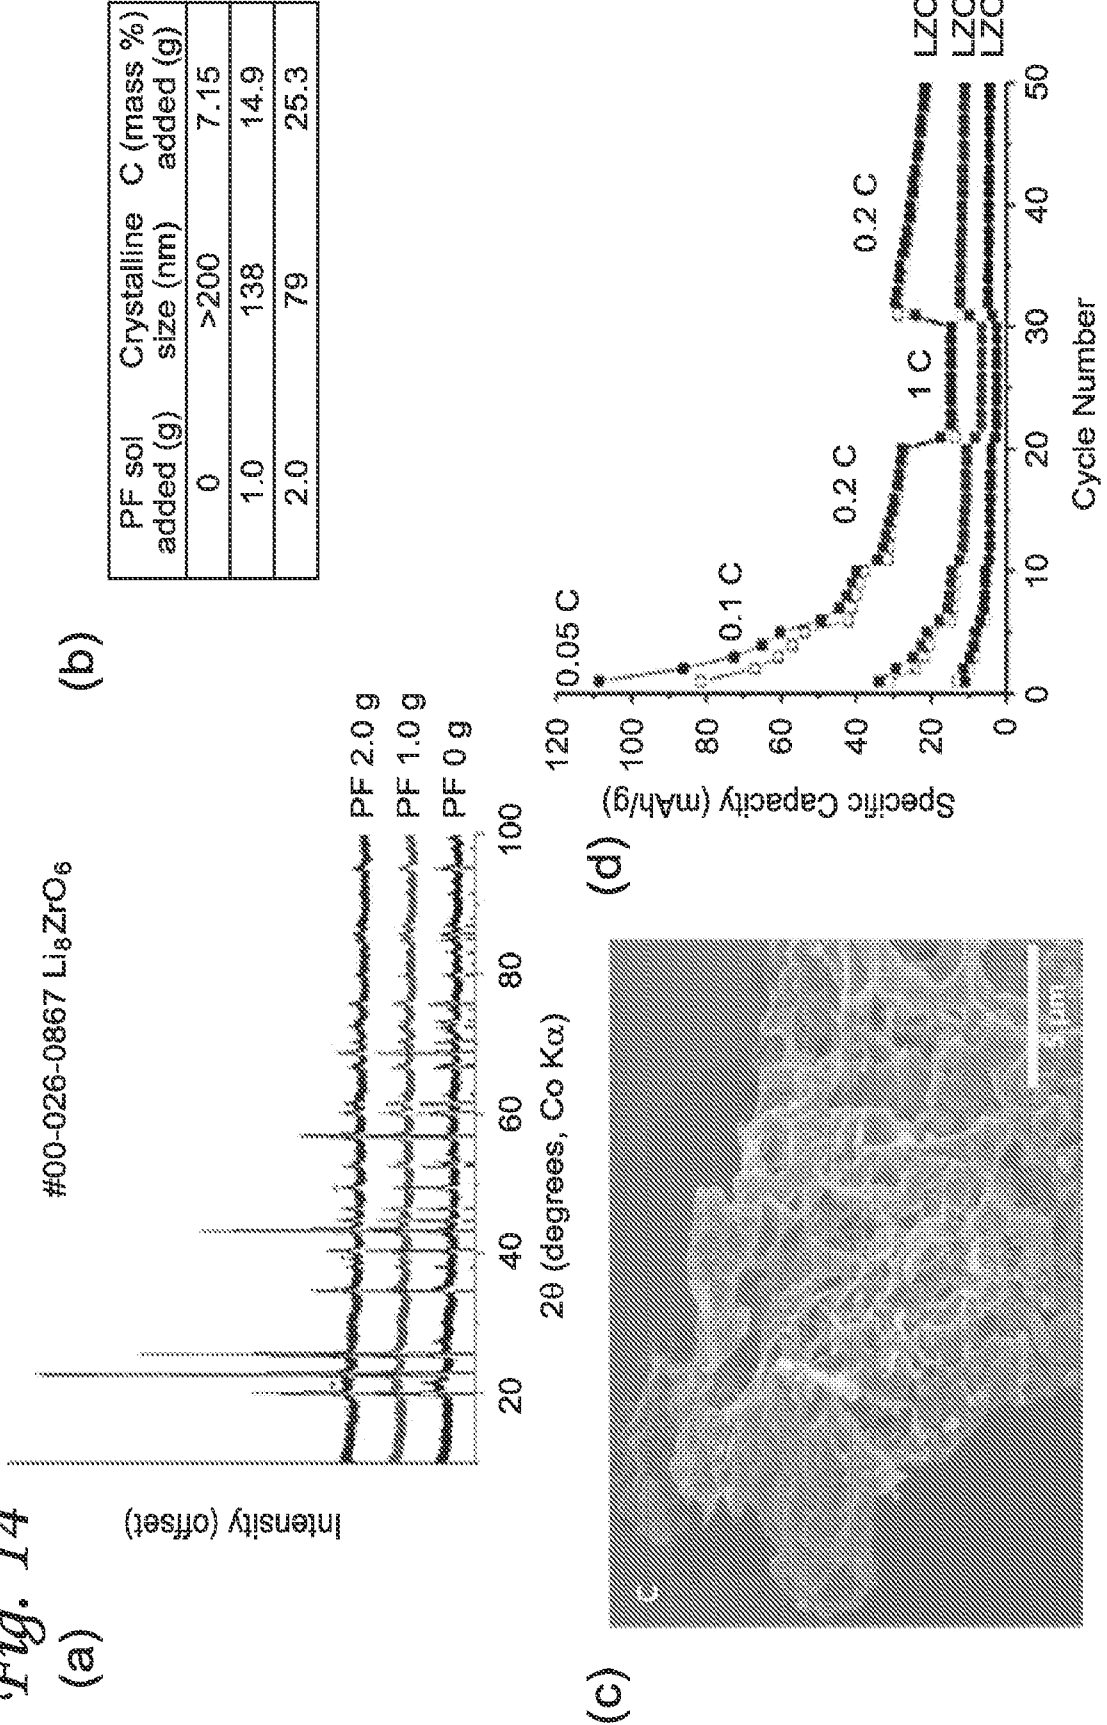 Fig. 14
(a)
#00-026-0867 Li₈ZrO₆
Intensity (offset)
PF 2.0 g
PF 1.0 g
PF 0 g
20
40
60
80
100
2θ (degrees, Co Kα)
(b)
PF sol added (g)
Crystalline size (nm)
C (mass %) added (g)
0 >200 7.15
1.0 138 14.9
2.0 79 25.3
(c)
c
5 μm
(d)
Specific Capacity (mAh/g)
120
100
80
60
40
20
0
0.05 C
0.1 C
0.2 C
1 C
0.2 C
LZO
LZO
LZO
0
10
20
30
40
50
Cycle Number